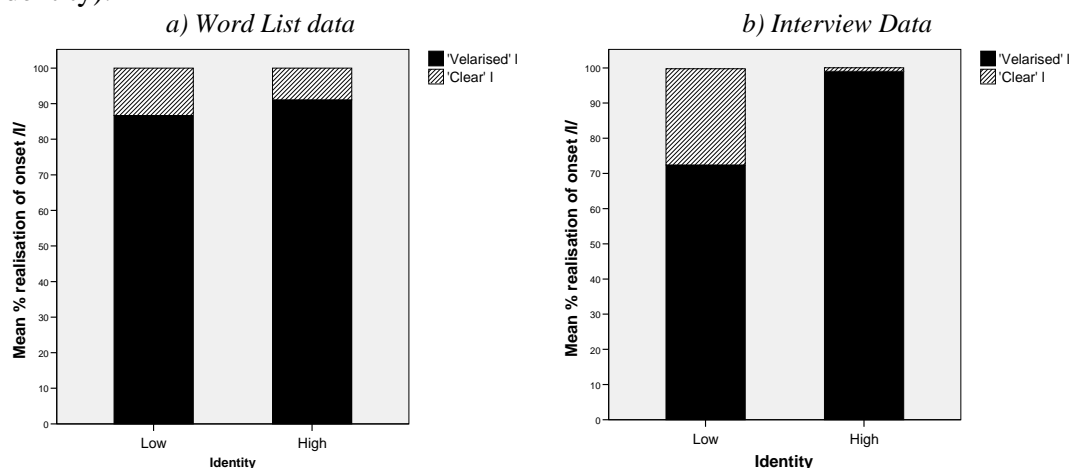 dentity).
a) Word List data
b) Interview Data
'Velarised' l
'Clear' l
100
90
80
70
60
50
40
30
20
10
0
Mean % realisation of onset /l/
Low
High
Identity
'Velarised' l
'Clear' l
100
90
80
70
60
50
40
30
20
10
0
Mean % realisation of onset /l/
Low
High
Identity